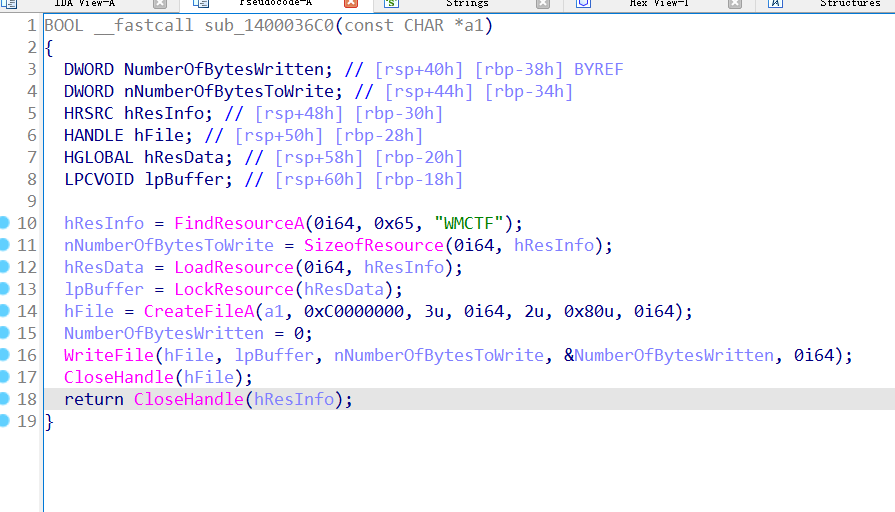 IDA View-A Pseudocode-A Strings Hex View-1 Structures
1 BOOL __fastcall sub_1400036C0(const CHAR *a1)
2 {
3 DWORD NumberOfBytesWritten; // [rsp+40h] [rbp-38h] BYREF
4 DWORD nNumberOfBytesToWrite; // [rsp+44h] [rbp-34h]
5 HRSRC hResInfo; // [rsp+48h] [rbp-30h]
6 HANDLE hFile; // [rsp+50h] [rbp-28h]
7 HGLOBAL hResData; // [rsp+58h] [rbp-20h]
8 LPCVOID lpBuffer; // [rsp+60h] [rbp-18h]
9
10 hResInfo = FindResourceA(0i64, 0x65, "WMCTF");
11 nNumberOfBytesToWrite = SizeofResource(0i64, hResInfo);
12 hResData = LoadResource(0i64, hResInfo);
13 lpBuffer = LockResource(hResData);
14 hFile = CreateFileA(a1, 0xC0000000, 3u, 0i64, 2u, 0x80u, 0i64);
15 NumberOfBytesWritten = 0;
16 WriteFile(hFile, lpBuffer, nNumberOfBytesToWrite, &NumberOfBytesWritten, 0i64);
17 CloseHandle(hFile);
18 return CloseHandle(hResInfo);
19 }